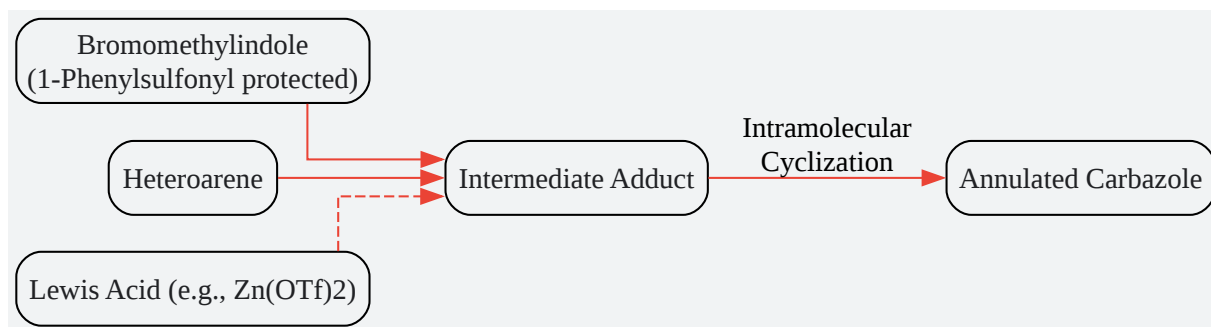 Bromomethylindole
(1-Phenylsulfonyl protected)
Heteroarene
Lewis Acid (e.g., Zn(OTf)2)
Intermediate Adduct
Intramolecular
Cyclization
Annulated Carbazole